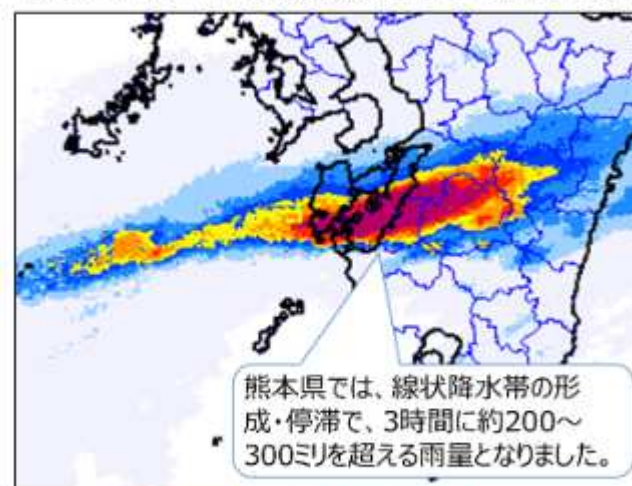 熊本県では、線状降水帯の形
成・停滞で、3時間に約200～
300ミリを超える雨量となりました。